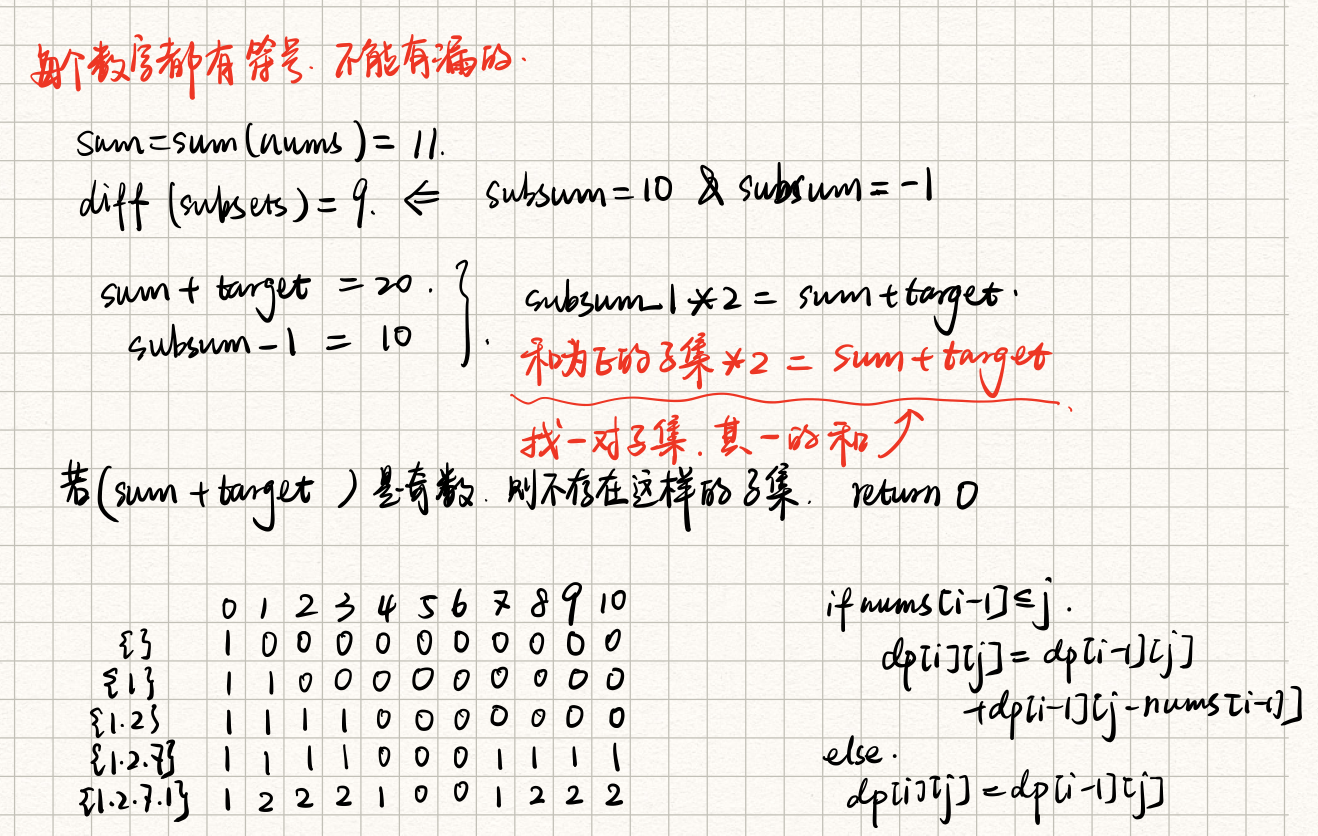 每个数字都有符号. 不能有漏的.
sum=sum(nums)= 11.
diff (subsets)= 9. ⇐ subsum=10 & subsum=-1
sum + target = 20.
subsum-1 = 10
subsum_1*2 = sum+target.
和为正的子集*2 = sum+target
找一对子集. 其一的和
若(sum + target ) 是奇数. 则不存在这样的子集. return 0
0 1 2 3 4 5 6 7 8 9 10
{} 1 0 0 0 0 0 0 0 0 0 0
{1} 1 1 0 0 0 0 0 0 0 0 0
{1.2} 1 1 1 1 0 0 0 0 0 0 0
{1.2.7} 1 1 1 1 0 0 0 1 1 1 1
{1.2.7.1} 1 2 2 2 1 0 0 1 2 2 2
if nums[i-1]≤j.
dp[i][j]= dp[i-1][j]
+dp[i-1][j-nums[i-1]]
else.
dp[i][j]=dp[i-1][j]